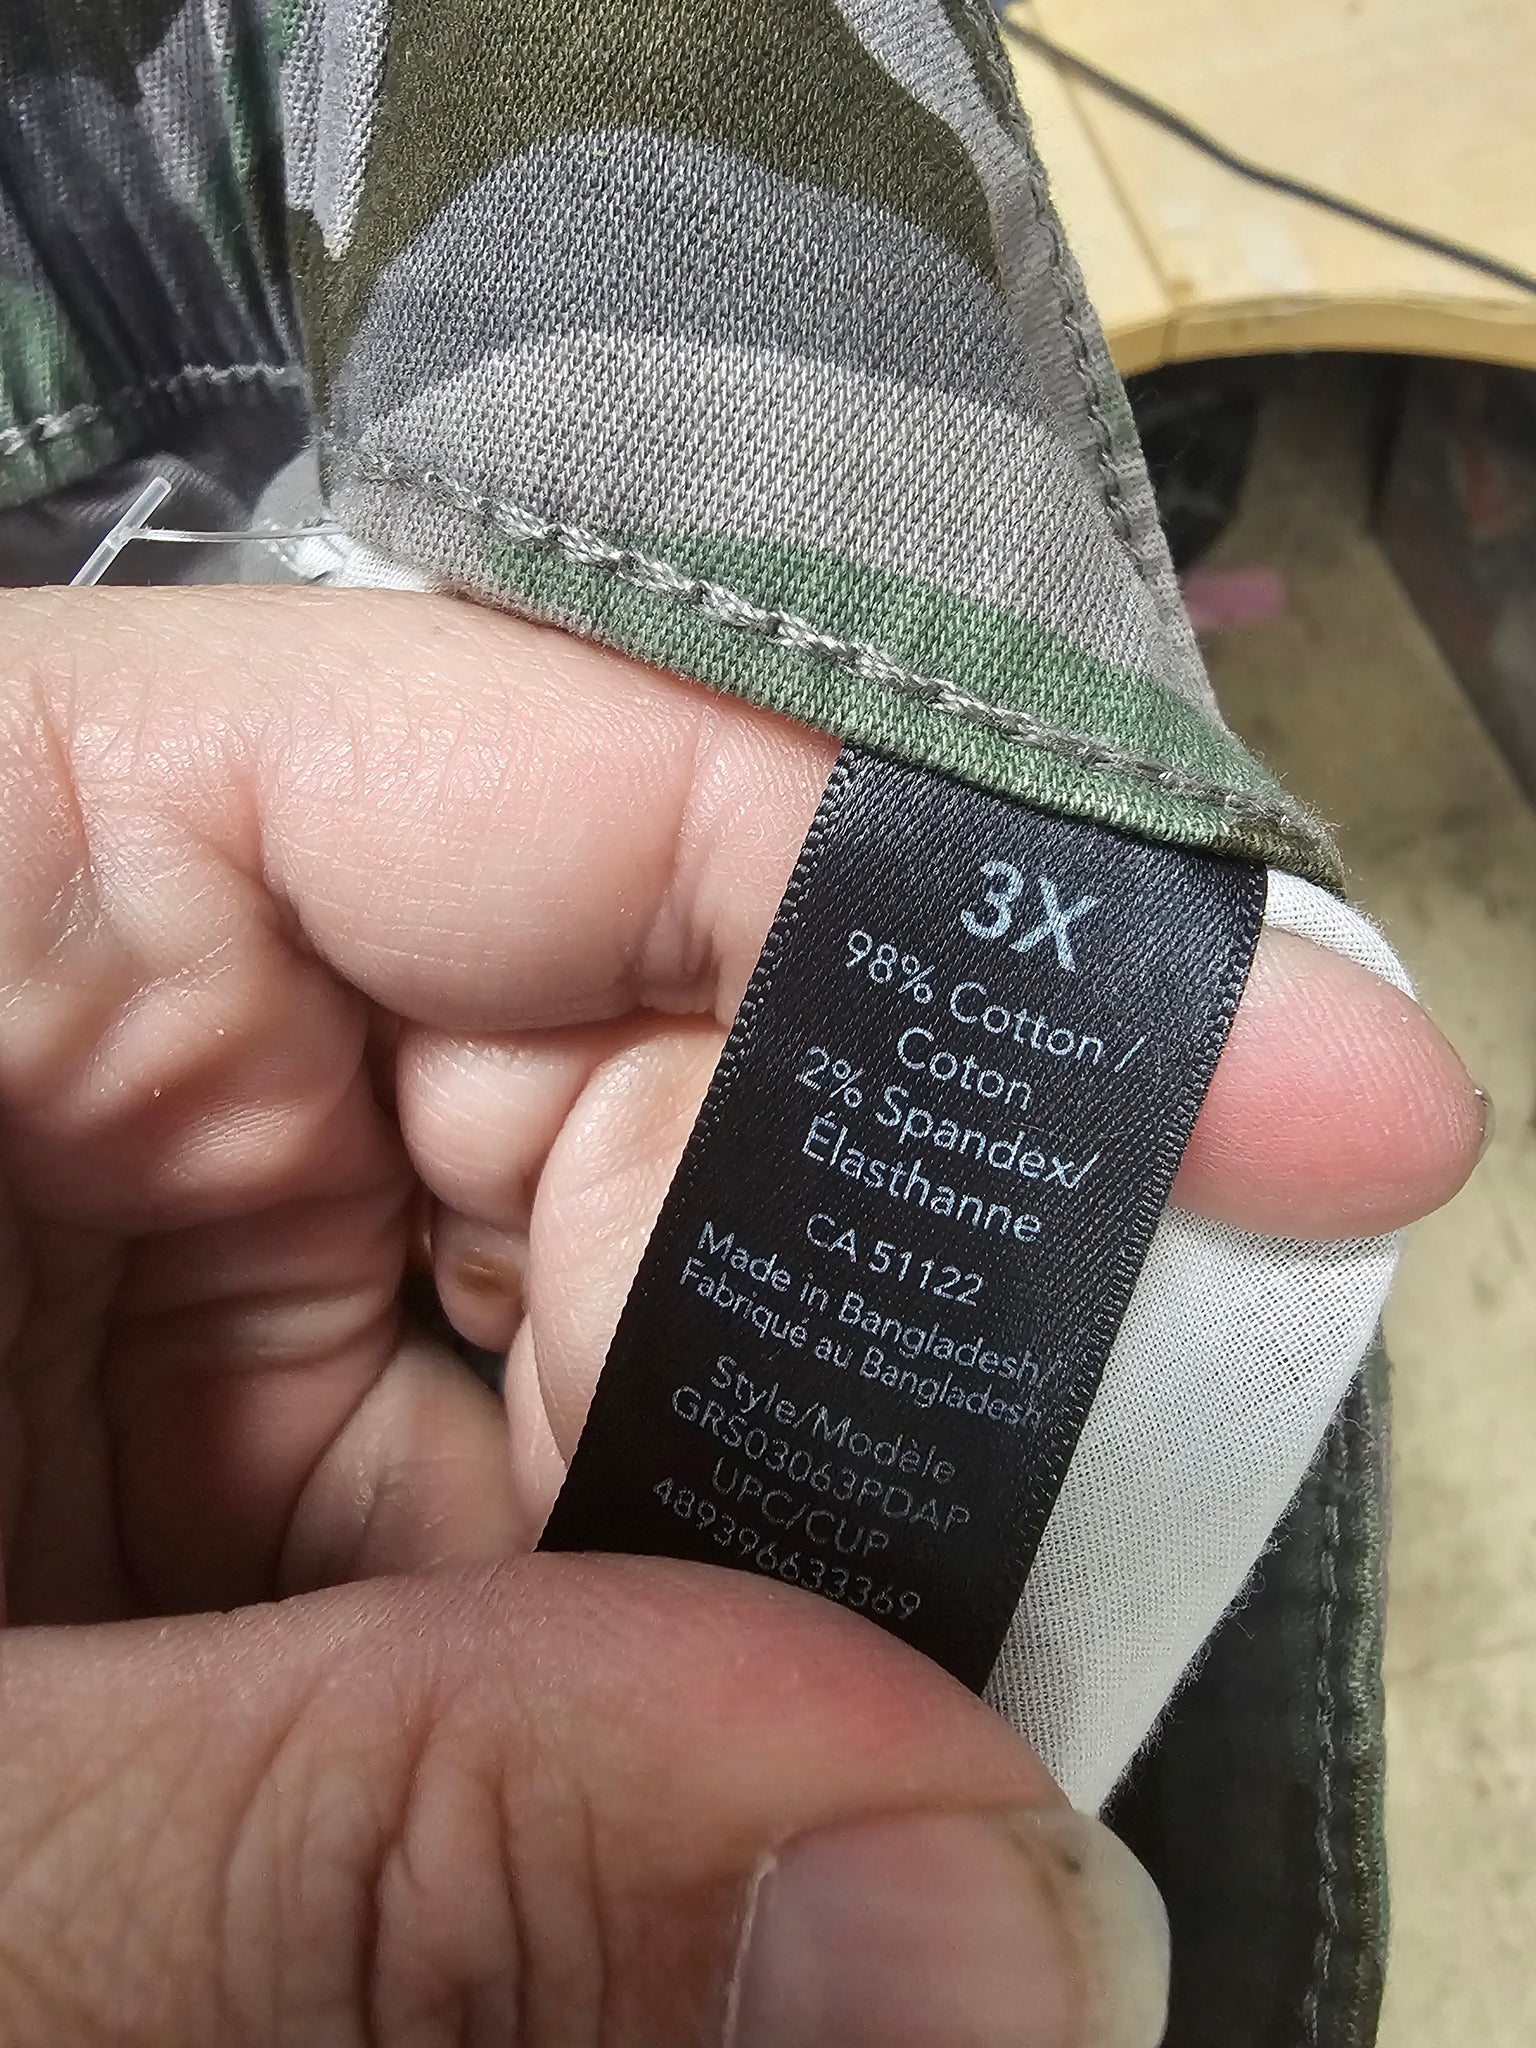 3X
98% Cotton /
Coton
2% Spandex/
Élasthanne
CA 51122
Made in Bangladesh/
Fabriqué au Bangladesh
Style/Modèle
GRS03063PDAP
UPC/CUP
489396633369